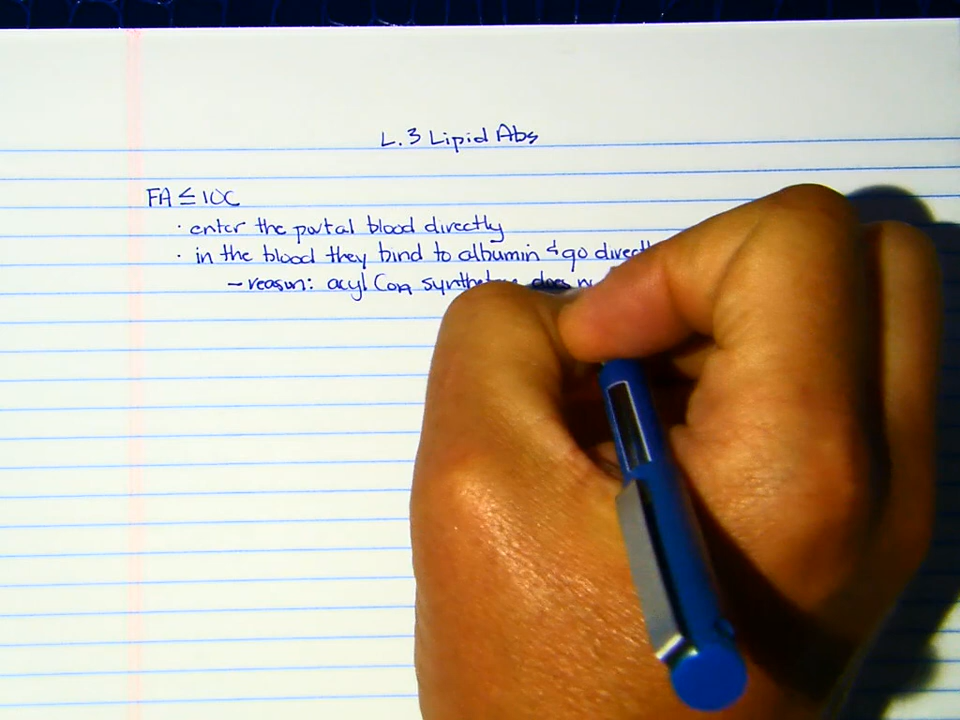 L.3 Lipid Abs
FA ≤ 10C
· enter the portal blood directly
· in the blood they bind to albumin & go
– reason: acyl CoA does